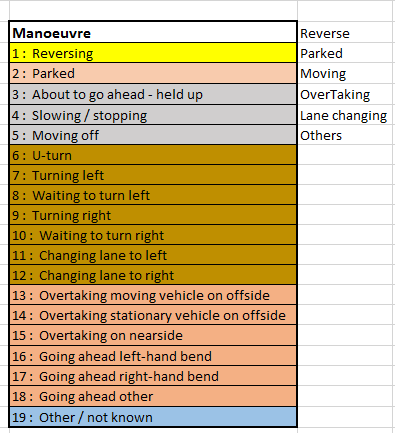 Manoeuvre Reverse
1 : Reversing Parked
2 : Parked Moving
3 : About to go ahead - held up OverTaking
4 : Slowing / stopping Lane changing
5 : Moving off Others
6 : U-turn
7 : Turning left
8 : Waiting to turn left
9 : Turning right
10 : Waiting to turn right
11 : Changing lane to left
12 : Changing lane to right
13 : Overtaking moving vehicle on offside
14 : Overtaking stationary vehicle on offside
15 : Overtaking on nearside
16 : Going ahead left-hand bend
17 : Going ahead right-hand bend
18 : Going ahead other
19 : Other / not known